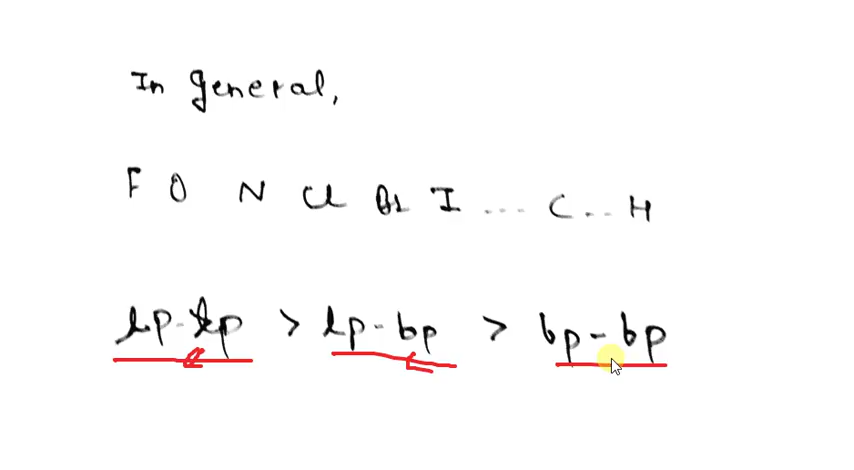 In general,
F O N Cl Br I .... C .. H
lp-lp > lp-bp > bp-bp